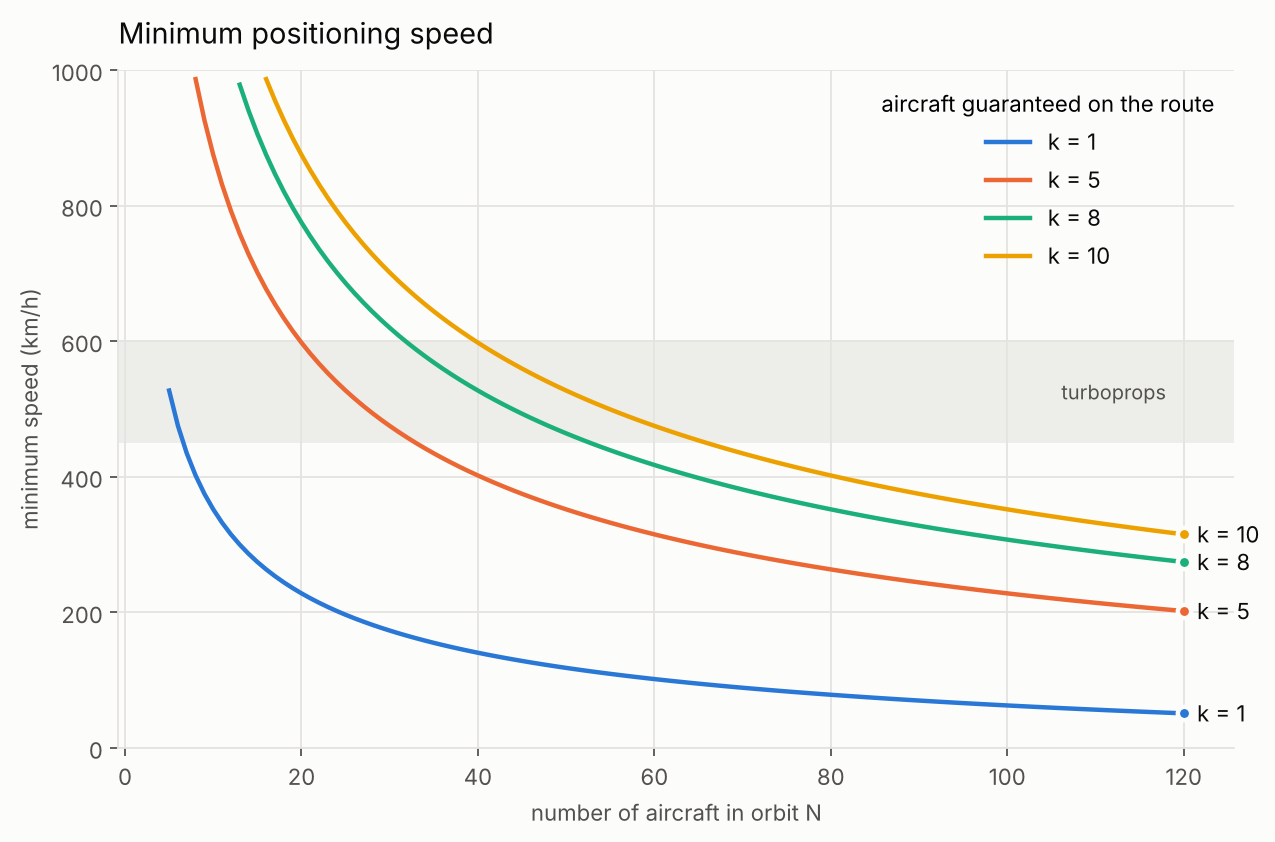 Minimum positioning speed
aircraft guaranteed on the route
k = 1
k = 5
k = 8
k = 10
turboprops
k = 10
k = 8
k = 5
k = 1
minimum speed (km/h)
1000
800
600
400
200
0
0 20 40 60 80 100 120
number of aircraft in orbit N